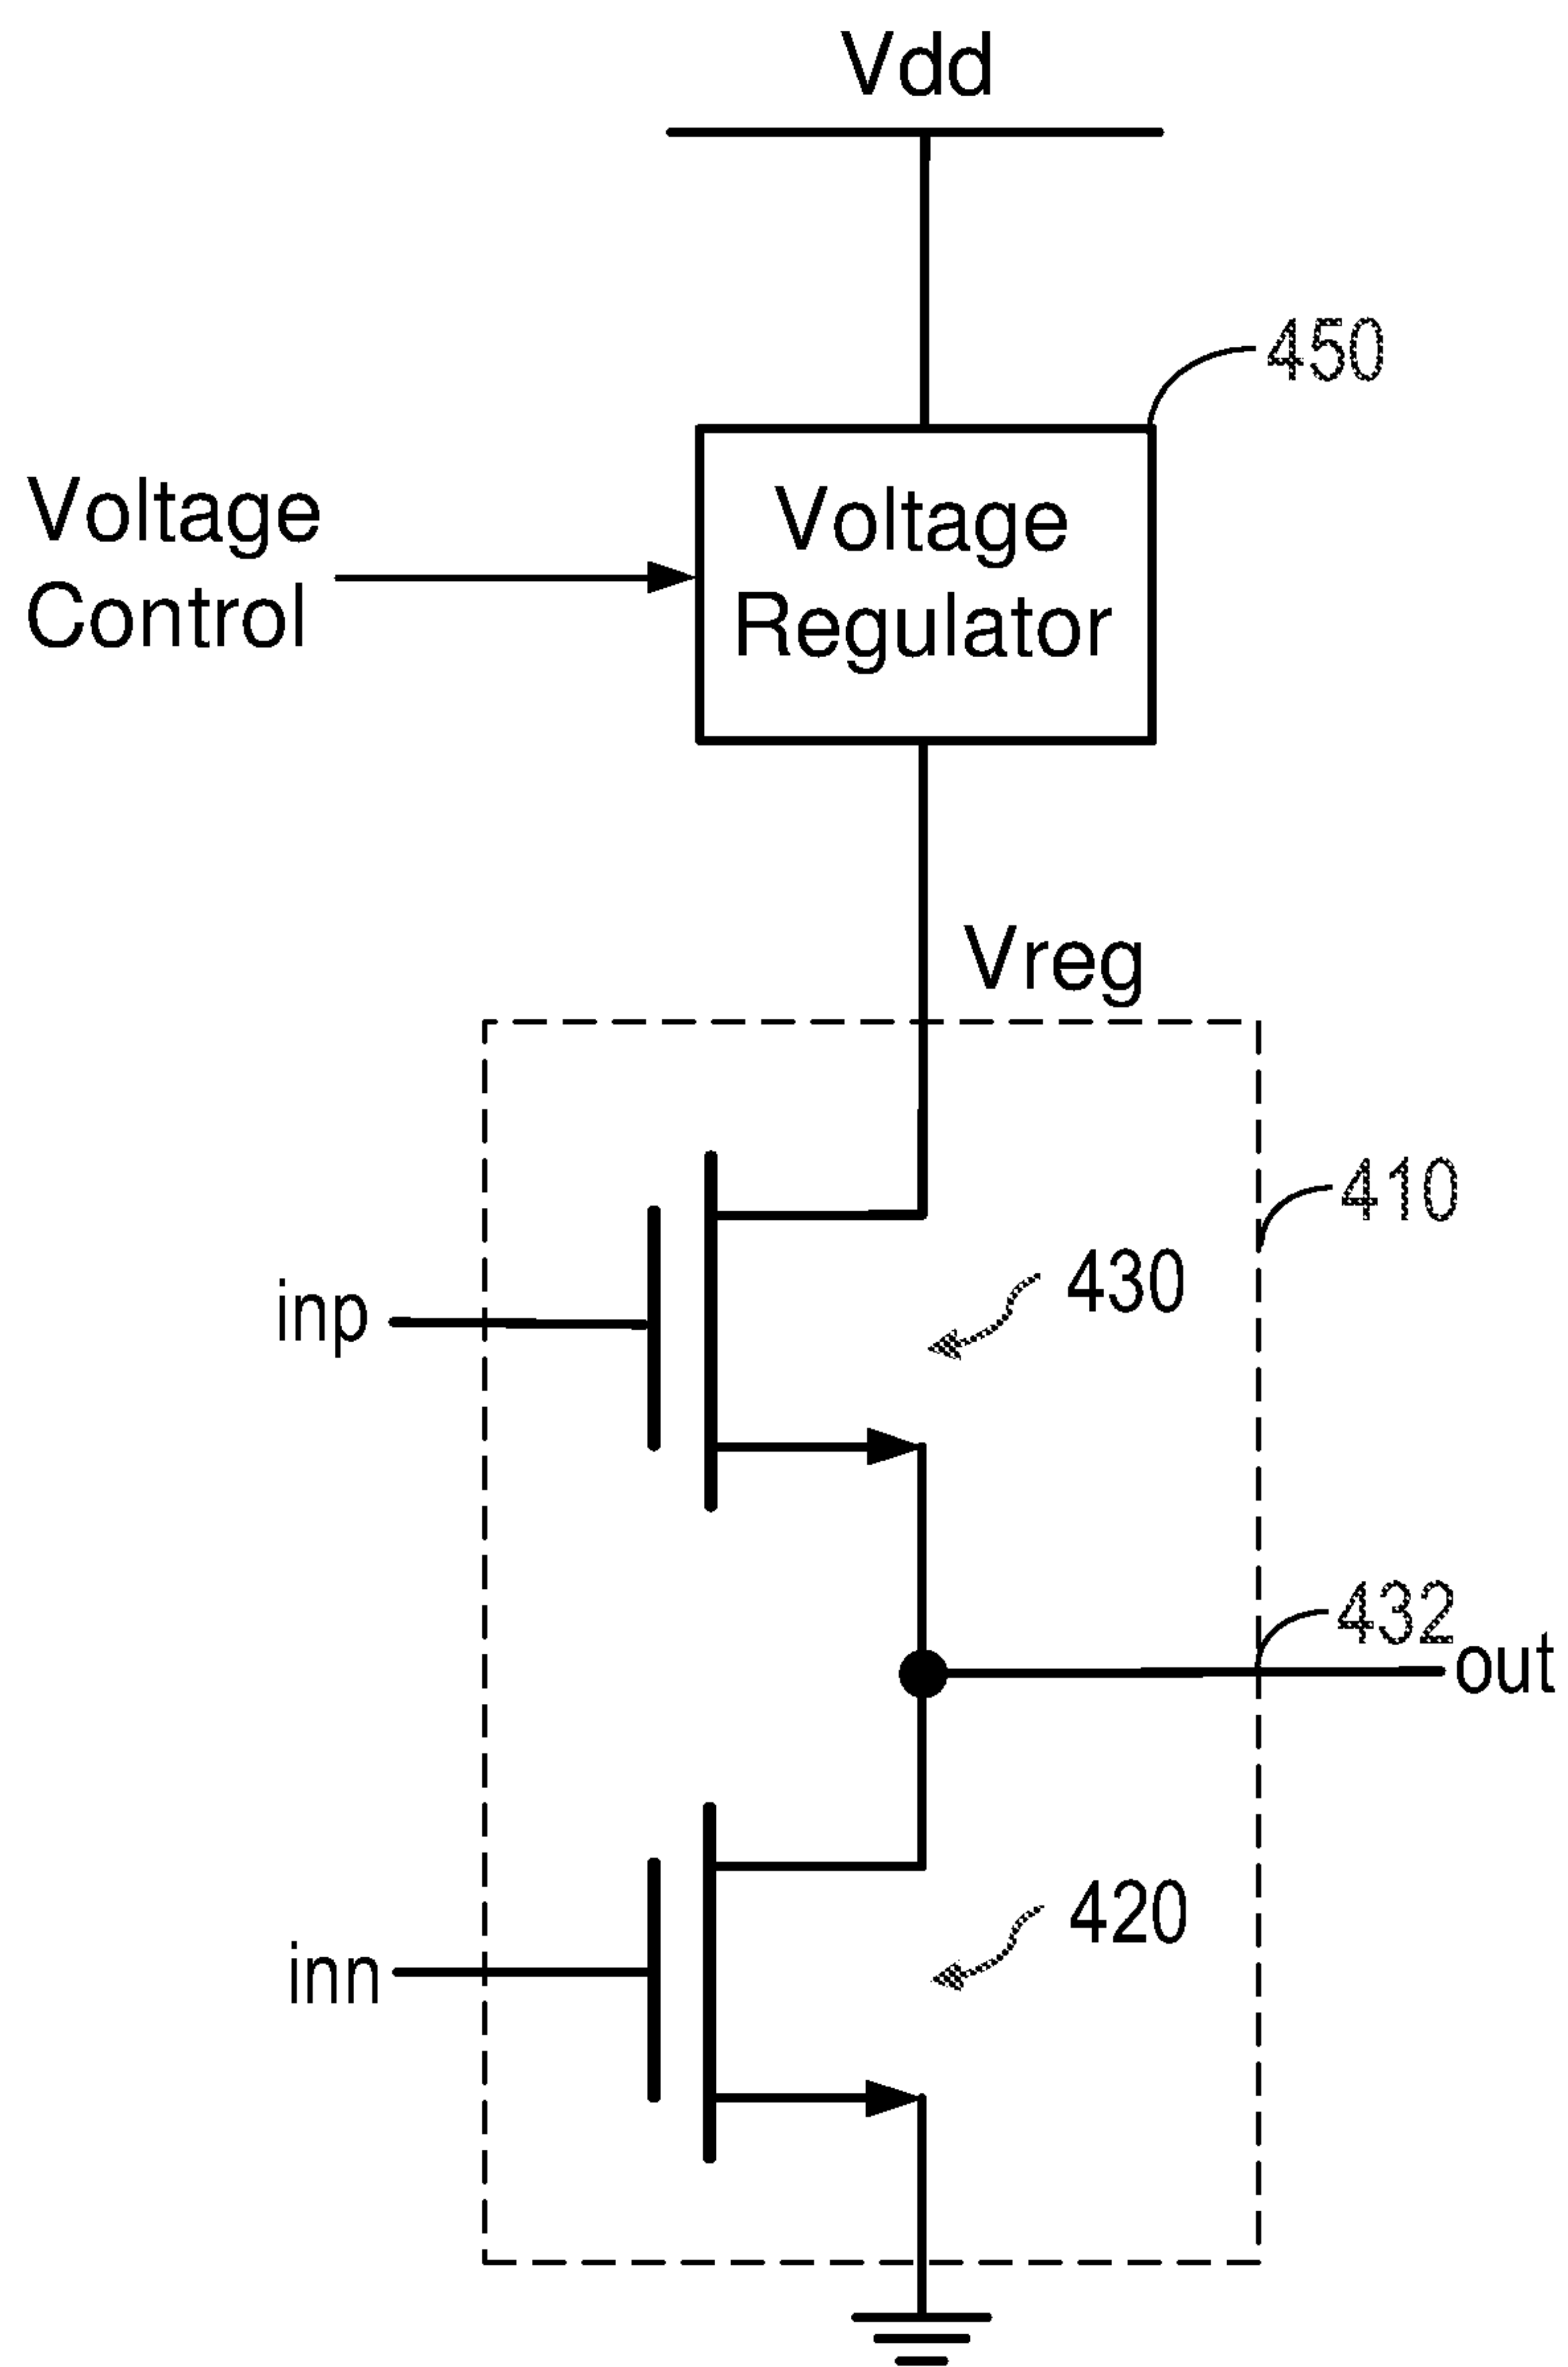 Vdd
450
Voltage
Control
Voltage
Regulator
Vreg
410
430
inp
432
out
420
inn